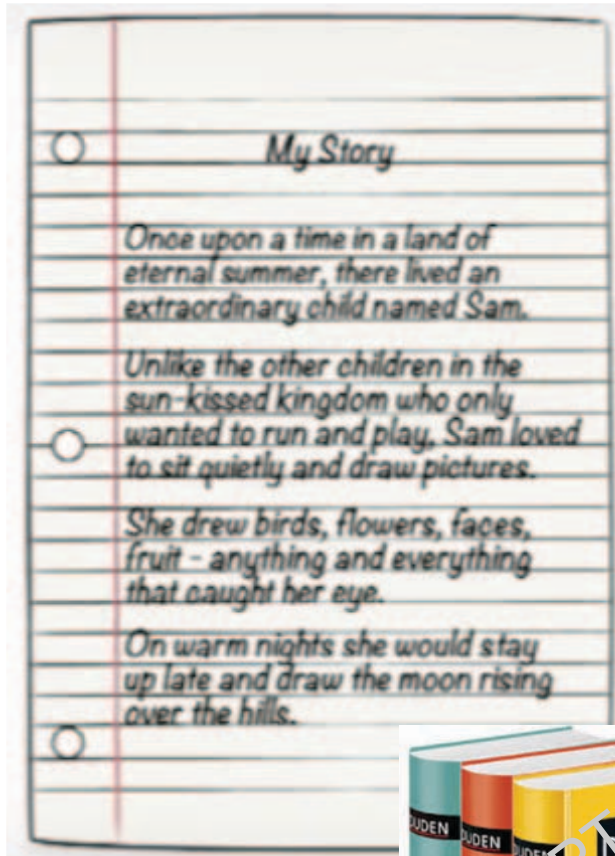 My Story
Once upon a time in a land of
eternal summer, there lived an
extraordinary child named Sam.
Unlike the other children in the
sun-kissed kingdom who only
wanted to run and play, Sam loved
to sit quietly and draw pictures.
She drew birds, flowers, faces,
fruit - anything and everything
that caught her eye.
On warm nights she would stay
up late and draw the moon rising
over the hills.
DUDEN
DUDEN
DUDEN